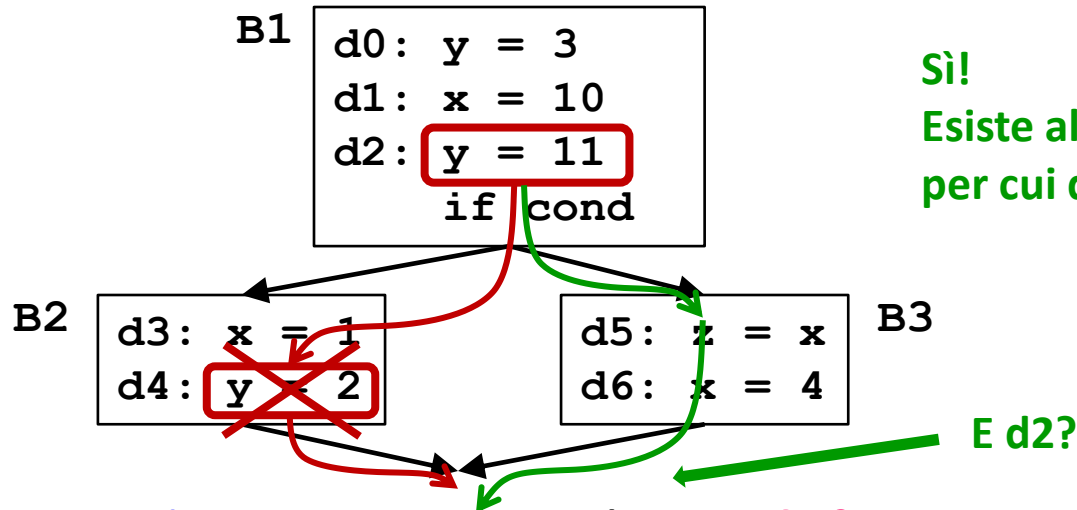 B1
d0: y = 3
d1: x = 10
d2: y = 11
if cond
Sì!
Esiste al
per cui
B2
d3: x = 1
d4: y = 2
d5: z = x
d6: x = 4
B3
E d2?